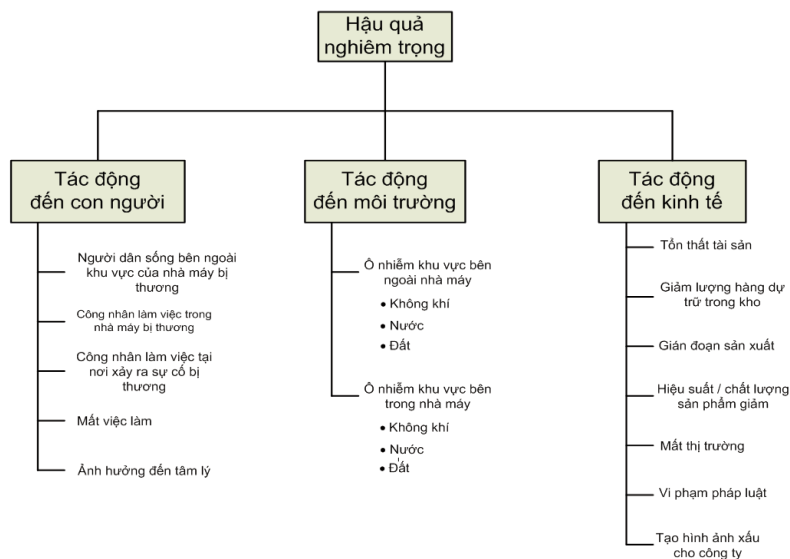 Hậu quả
nghiêm trọng
Tác động
đến con người
Người dân sống bên ngoài
khu vực của nhà máy bị
thương
Công nhân làm việc trong
nhà máy bị thương
Công nhân làm việc tại
nơi xảy ra sự cố bị
thương
Mất việc làm
Ảnh hưởng đến tâm lý
Tác động
đến môi trường
Ô nhiễm khu vực bên
ngoài nhà máy
• Không khí
• Nước
• Đất
Ô nhiễm khu vực bên
trong nhà máy
• Không khí
• Nước
• Đất
Tác động
đến kinh tế
Tổn thất tài sản
Giảm lượng hàng dự
trữ trong kho
Gián đoạn sản xuất
Hiệu suất / chất lượng
sản phẩm giảm
Mất thị trường
Vi phạm pháp luật
Tạo hình ảnh xấu
cho công ty